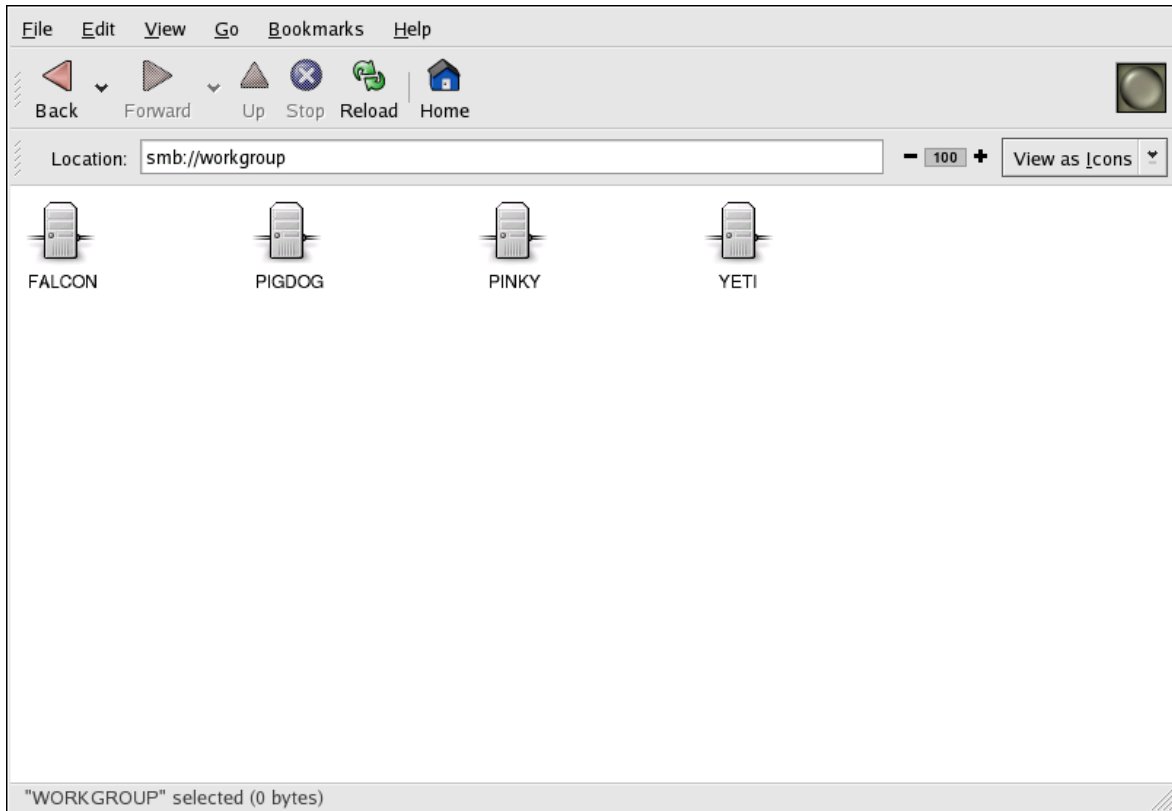 File Edit View Go Bookmarks Help
Back Forward Up Stop Reload Home
Location: smb://workgroup 100 View as Icons
FALCON PIGDOG PINKY YETI
"WORKGROUP" selected (0 bytes)